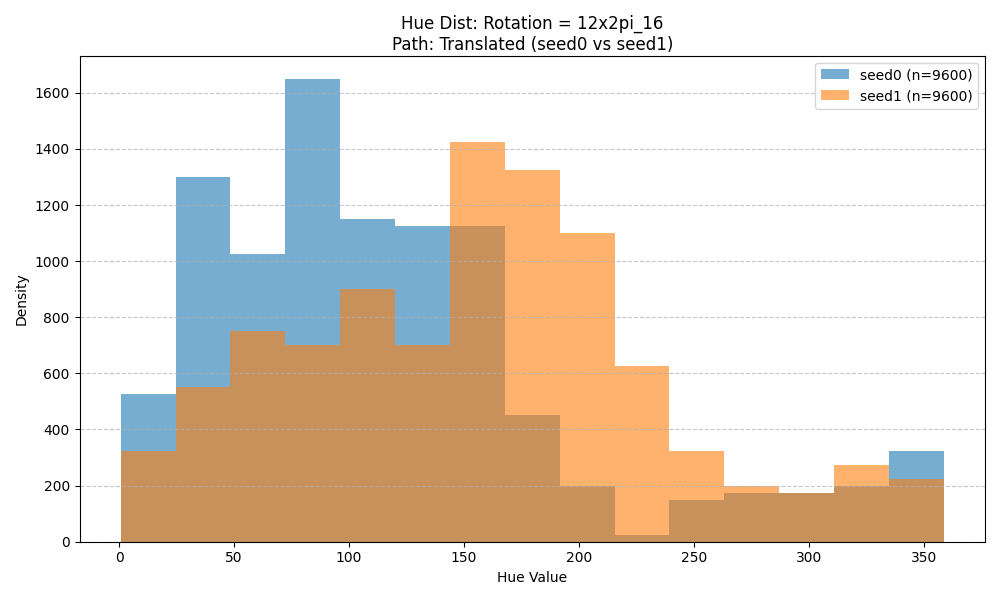 Hue Dist: Rotation = 12x2pi_16
Path: Translated (seed0 vs seed1)
seed0 (n=9600)
seed1 (n=9600)
Density
1600
1400
1200
1000
800
600
400
200
0
0 50 100 150 200 250 300 350
Hue Value